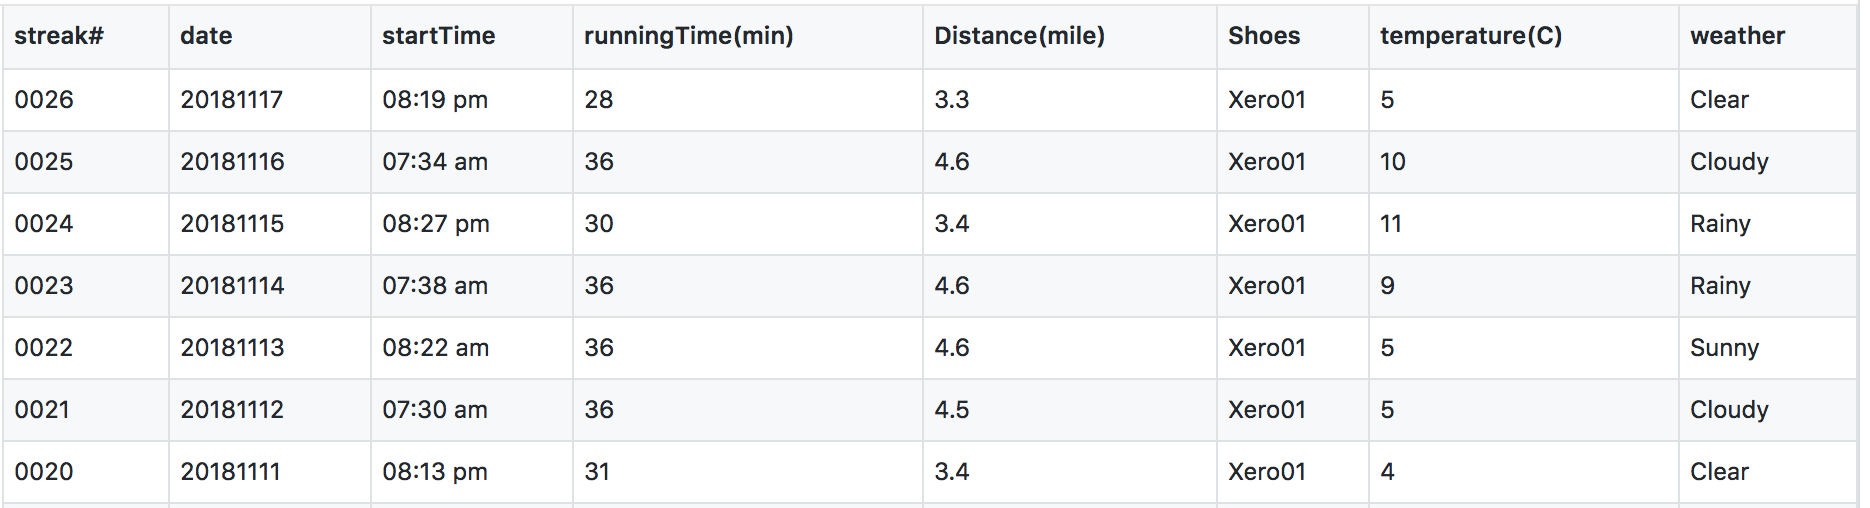 streak# date startTime runningTime(min) Distance(mile) Shoes temperature(C) weather
0026 20181117 08:19 pm 28 3.3 Xero01 5 Clear
0025 20181116 07:34 am 36 4.6 Xero01 10 Cloudy
0024 20181115 08:27 pm 30 3.4 Xero01 11 Rainy
0023 20181114 07:38 am 36 4.6 Xero01 9 Rainy
0022 20181113 08:22 am 36 4.6 Xero01 5 Sunny
0021 20181112 07:30 am 36 4.5 Xero01 5 Cloudy
0020 20181111 08:13 pm 31 3.4 Xero01 4 Clear